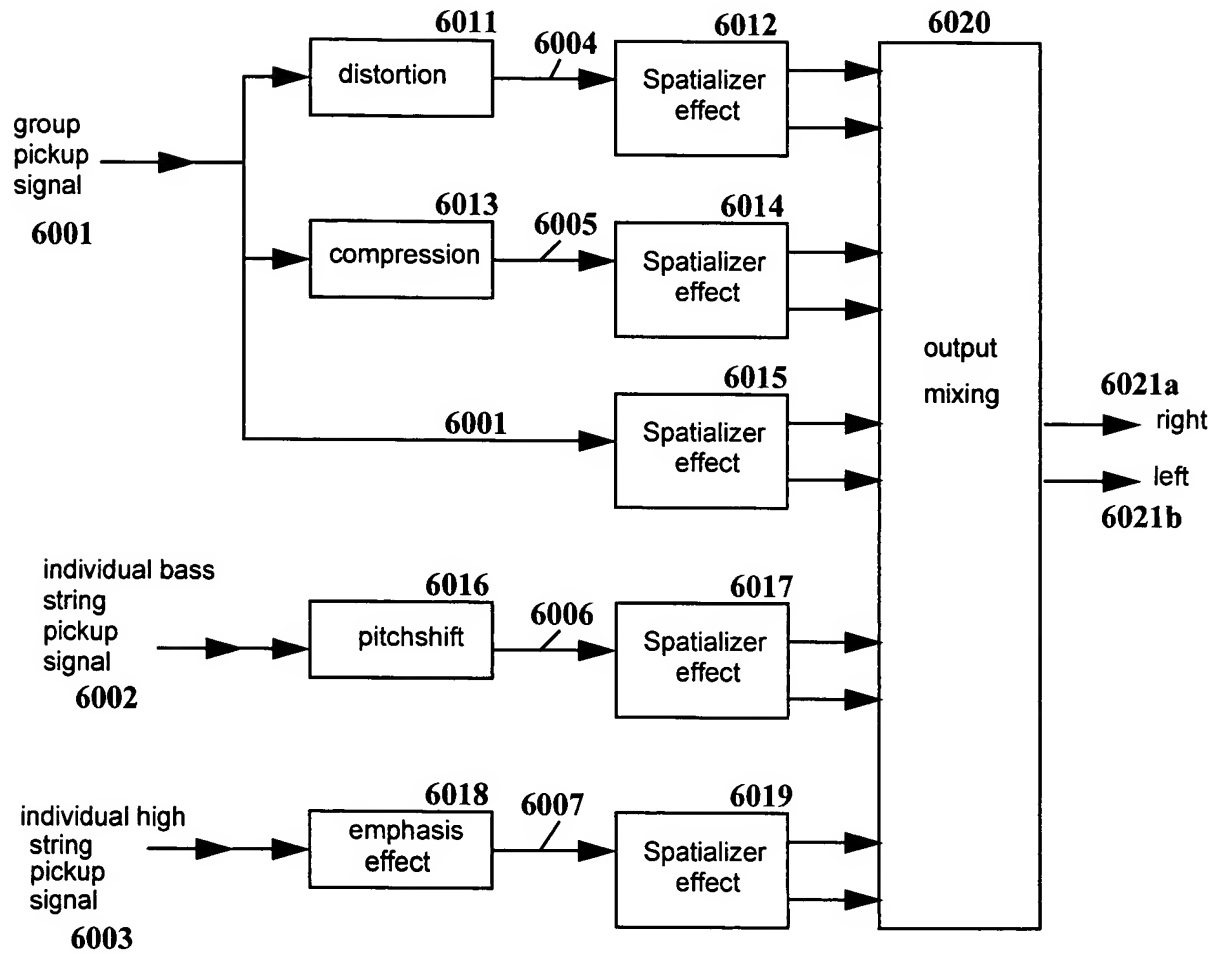 6011
distortion
6004
6012
Spatializer
effect
6020
group
pickup
signal
6001
6013
compression
6005
6014
Spatializer
effect
output
mixing
6015
6001
Spatializer
effect
6021a
right
left
6021b
individual bass
string
pickup
signal
6002
6016
pitchshift
6006
6017
Spatializer
effect
individual high
string
pickup
signal
6003
6018
emphasis
effect
6007
6019
Spatializer
effect